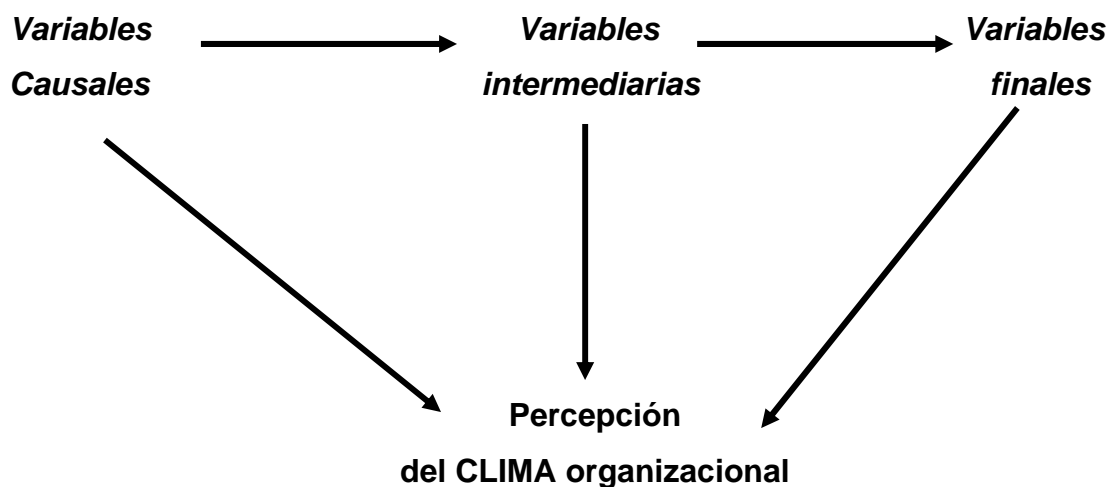 Variables
Causales
Variables
intermediarias
Variables
finales
Percepción
del CLIMA organizacional